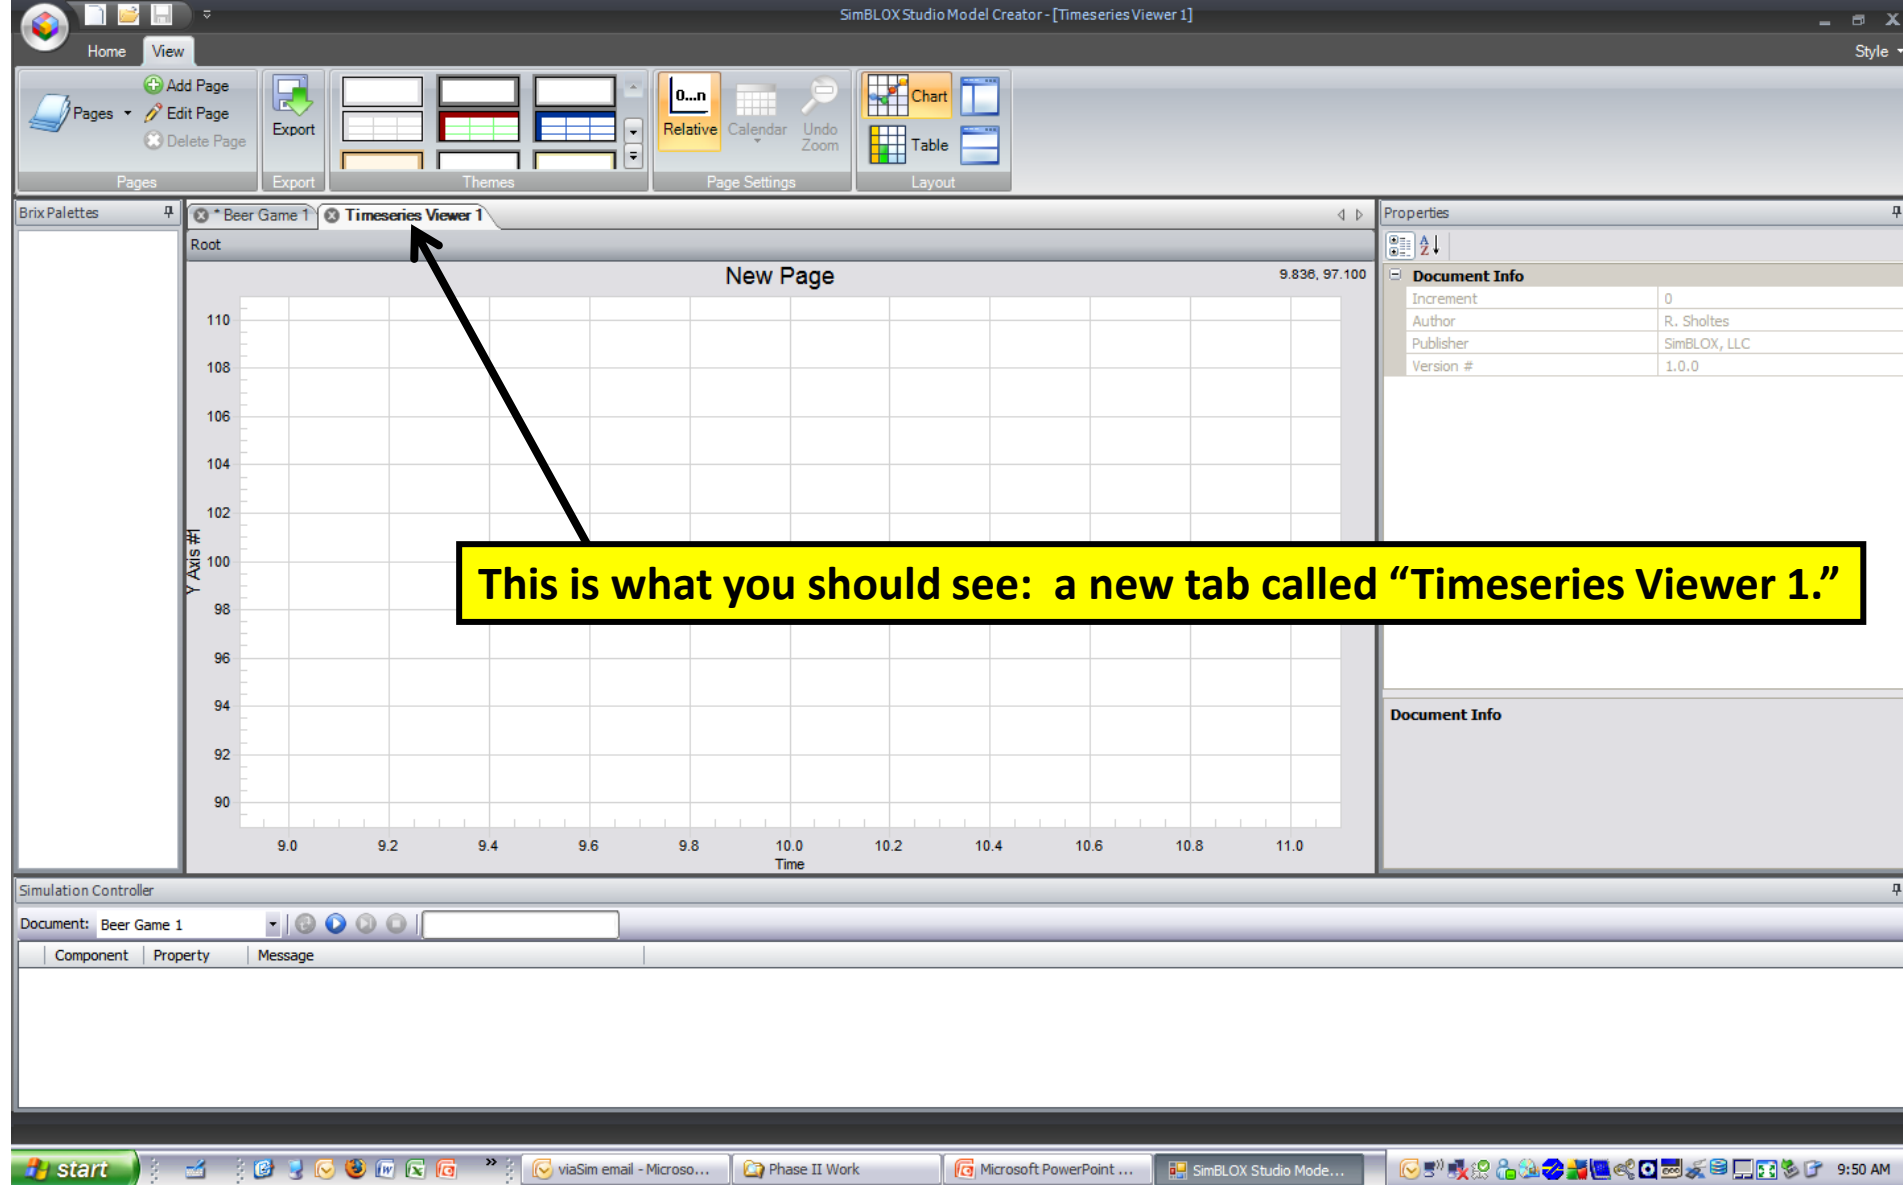 SimBLOX Studio Model Creator - [Timeseries Viewer 1]
Home View Style
Pages
Add Page
Edit Page
Delete Page
Pages
Export
Export
Themes
0...n
Relative
Calendar
Undo Zoom
Page Settings
Chart
Table
Layout
Brix Palettes
* Beer Game 1
Timeseries Viewer 1
Root
New Page
9.836, 97.100
110
108
106
104
102
100
98
96
94
92
90
Y Axis #1
9.0 9.2 9.4 9.6 9.8 10.0 10.2 10.4 10.6 10.8 11.0
Time
This is what you should see: a new tab called “Timeseries Viewer 1.”
Properties
Document Info
Increment 0
Author R. Sholtes
Publisher SimBLOX, LLC
Version # 1.0.0
Document Info
Simulation Controller
Document: Beer Game 1
Component Property Message
start
viaSim email - Microso...
Phase II Work
Microsoft PowerPoint ...
SimBLOX Studio Mode...
9:50 AM